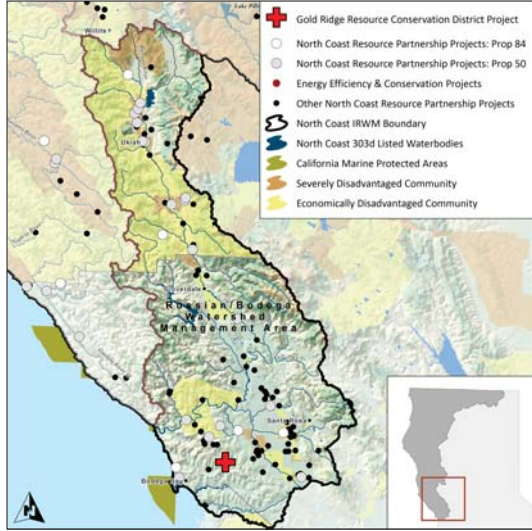 Lake Pills
Willits
Gold Ridge Resource Conservation District Project
North Coast Resource Partnership Projects: Prop 84
North Coast Resource Partnership Projects: Prop 50
Energy Efficiency & Conservation Projects
Other North Coast Resource Partnership Projects
North Coast IRWM Boundary
North Coast 303d Listed Waterbodies
California Marine Protected Areas
Severely Disadvantaged Community
Economically Disadvantaged Community
Ukiah
Cloverdale
Russian/Bodega
Watershed
Management Area
Santa Rosa
Bodega Bay
N